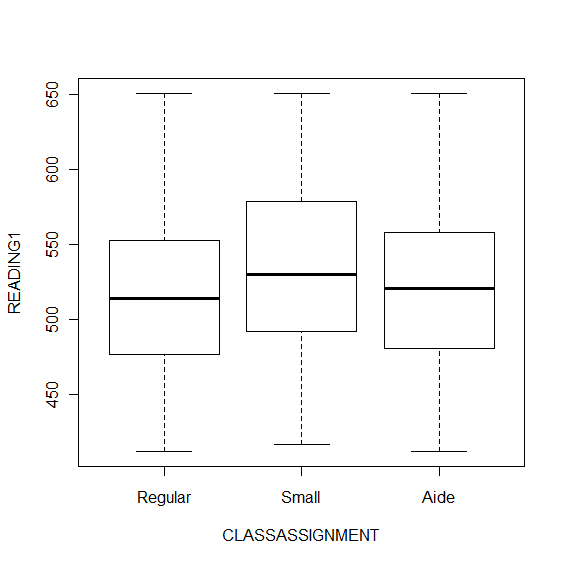 READING1
650
600
550
500
450
Regular Small Aide
CLASSASSIGNMENT